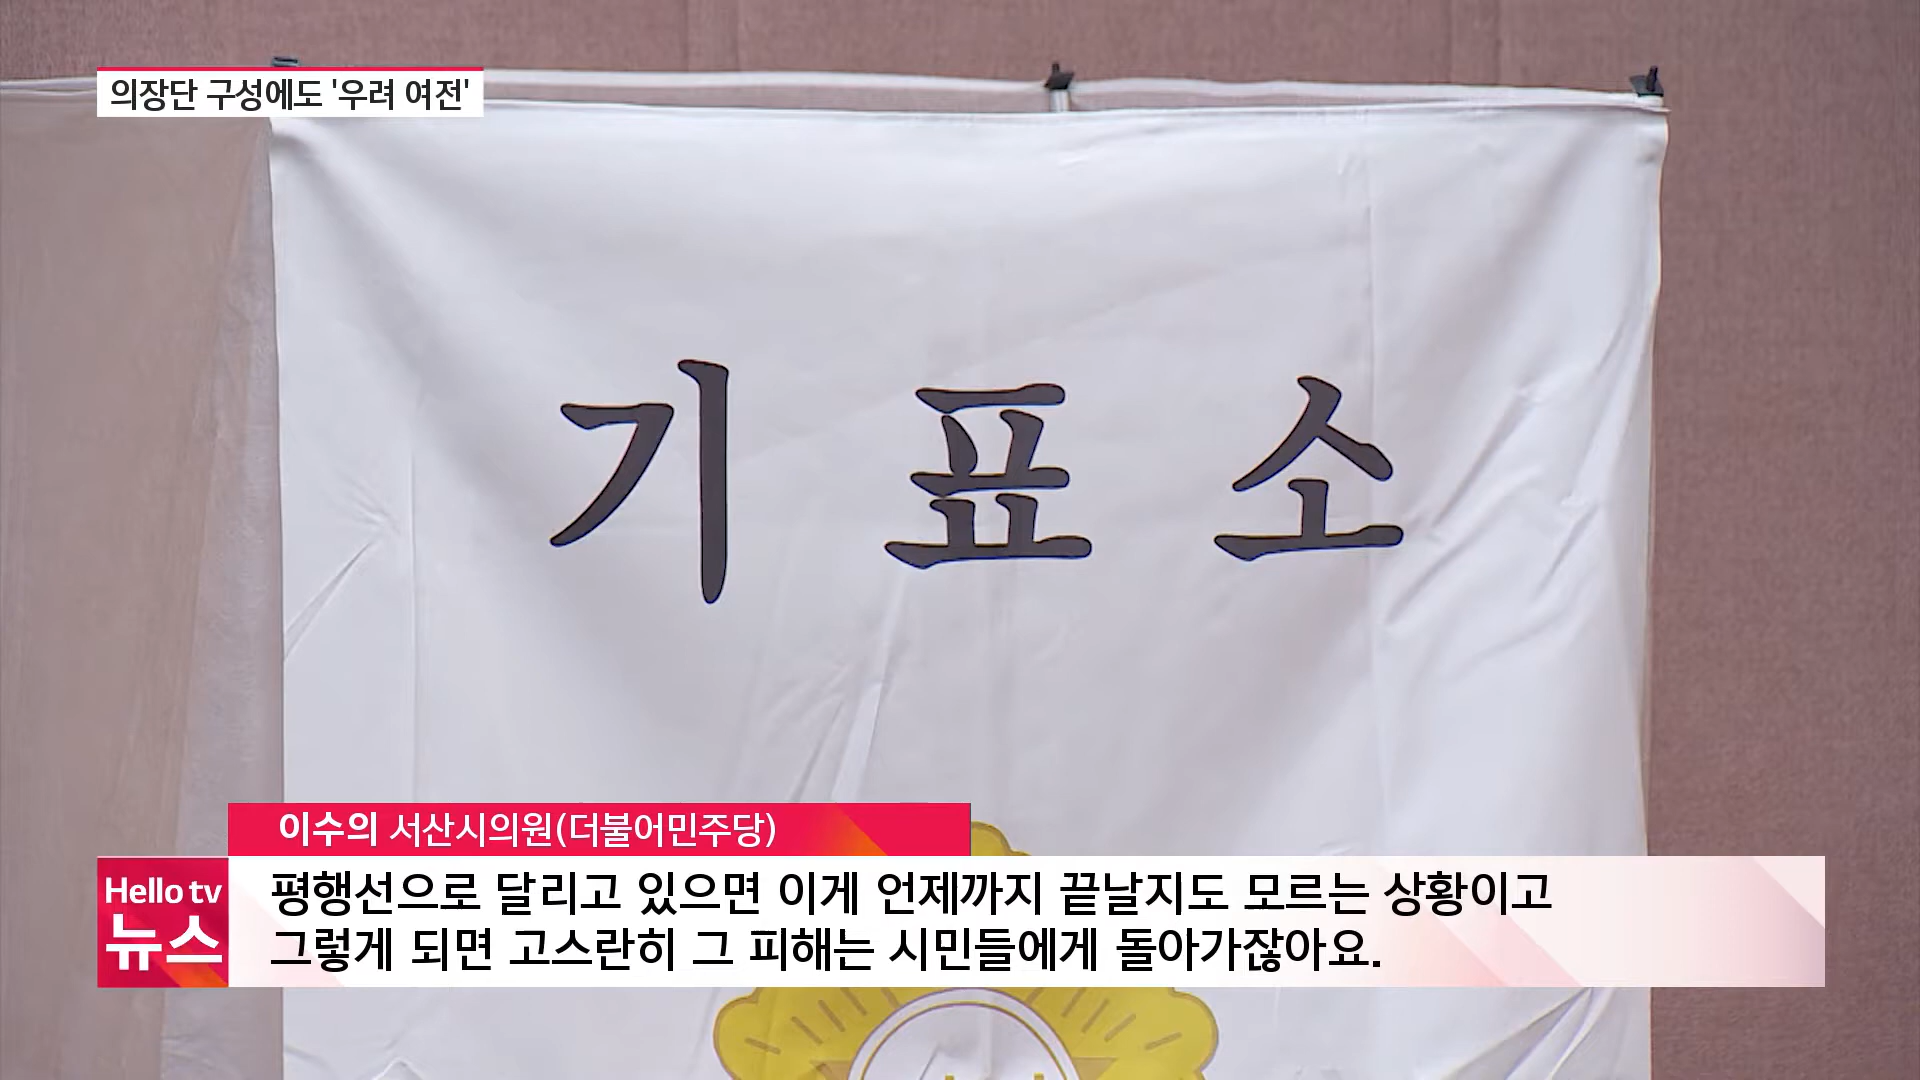 의장단 구성에도 '우려 여전'
기 표 소
이수의 서산시의원(더불어민주당)
Hello tv
뉴스
평행선으로 달리고 있으면 이게 언제까지 끝날지도 모르는 상황이고
그렇게 되면 고스란히 그 피해는 시민들에게 돌아가잖아요.